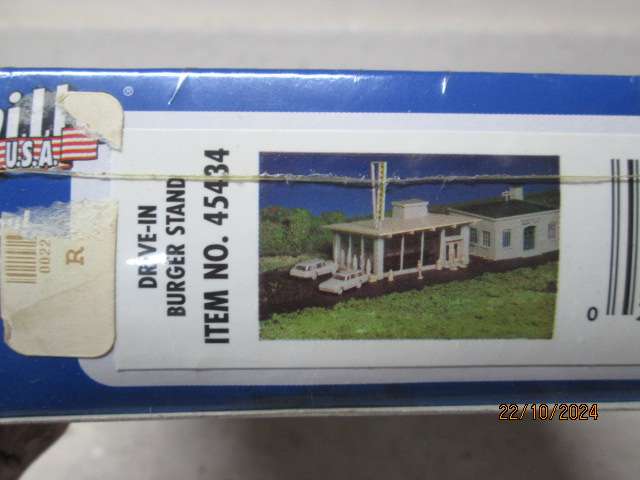 ®
U.S.A.
0022
R
DRIVE-IN
BURGER STAND
ITEM NO. 45434
0
22/10/2024